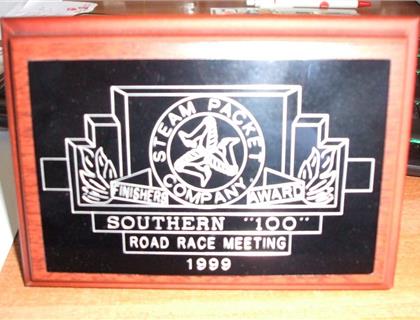 STEAM PACKET
COMPANY
FINISHERS AWARD
SOUTHERN "100"
ROAD RACE MEETING
1999